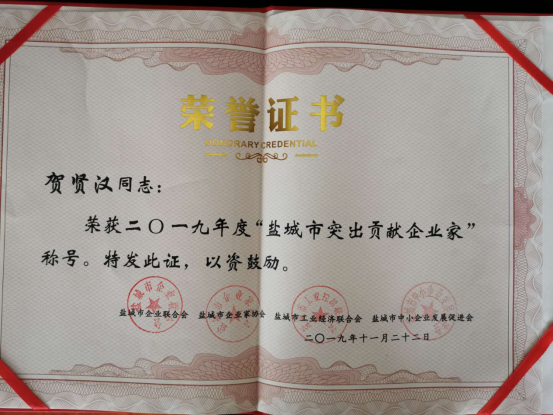 荣誉证书
HONORARY CREDENTIAL
贺贤汉同志：
荣获二〇一九年度“盐城市突出贡献企业家”
称号。特发此证，以资鼓励。
盐城市企业联合会 盐城市企业家协会 盐城市工业经济联合会 盐城市中小企业发展促进会
二〇一九年十一月二十二日